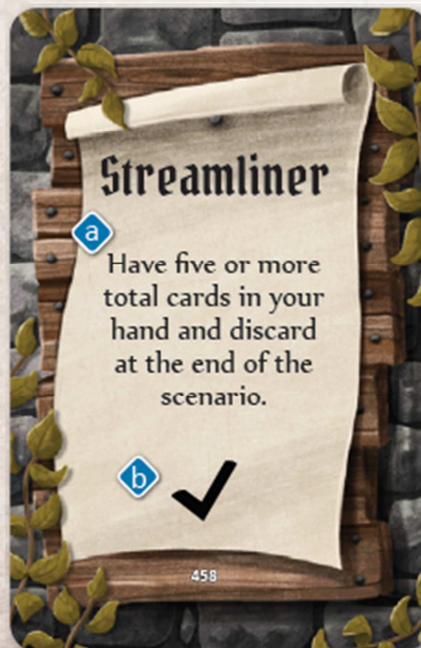 Streamliner
a
Have five or more
total cards in your
hand and discard
at the end of the
scenario.
b
458